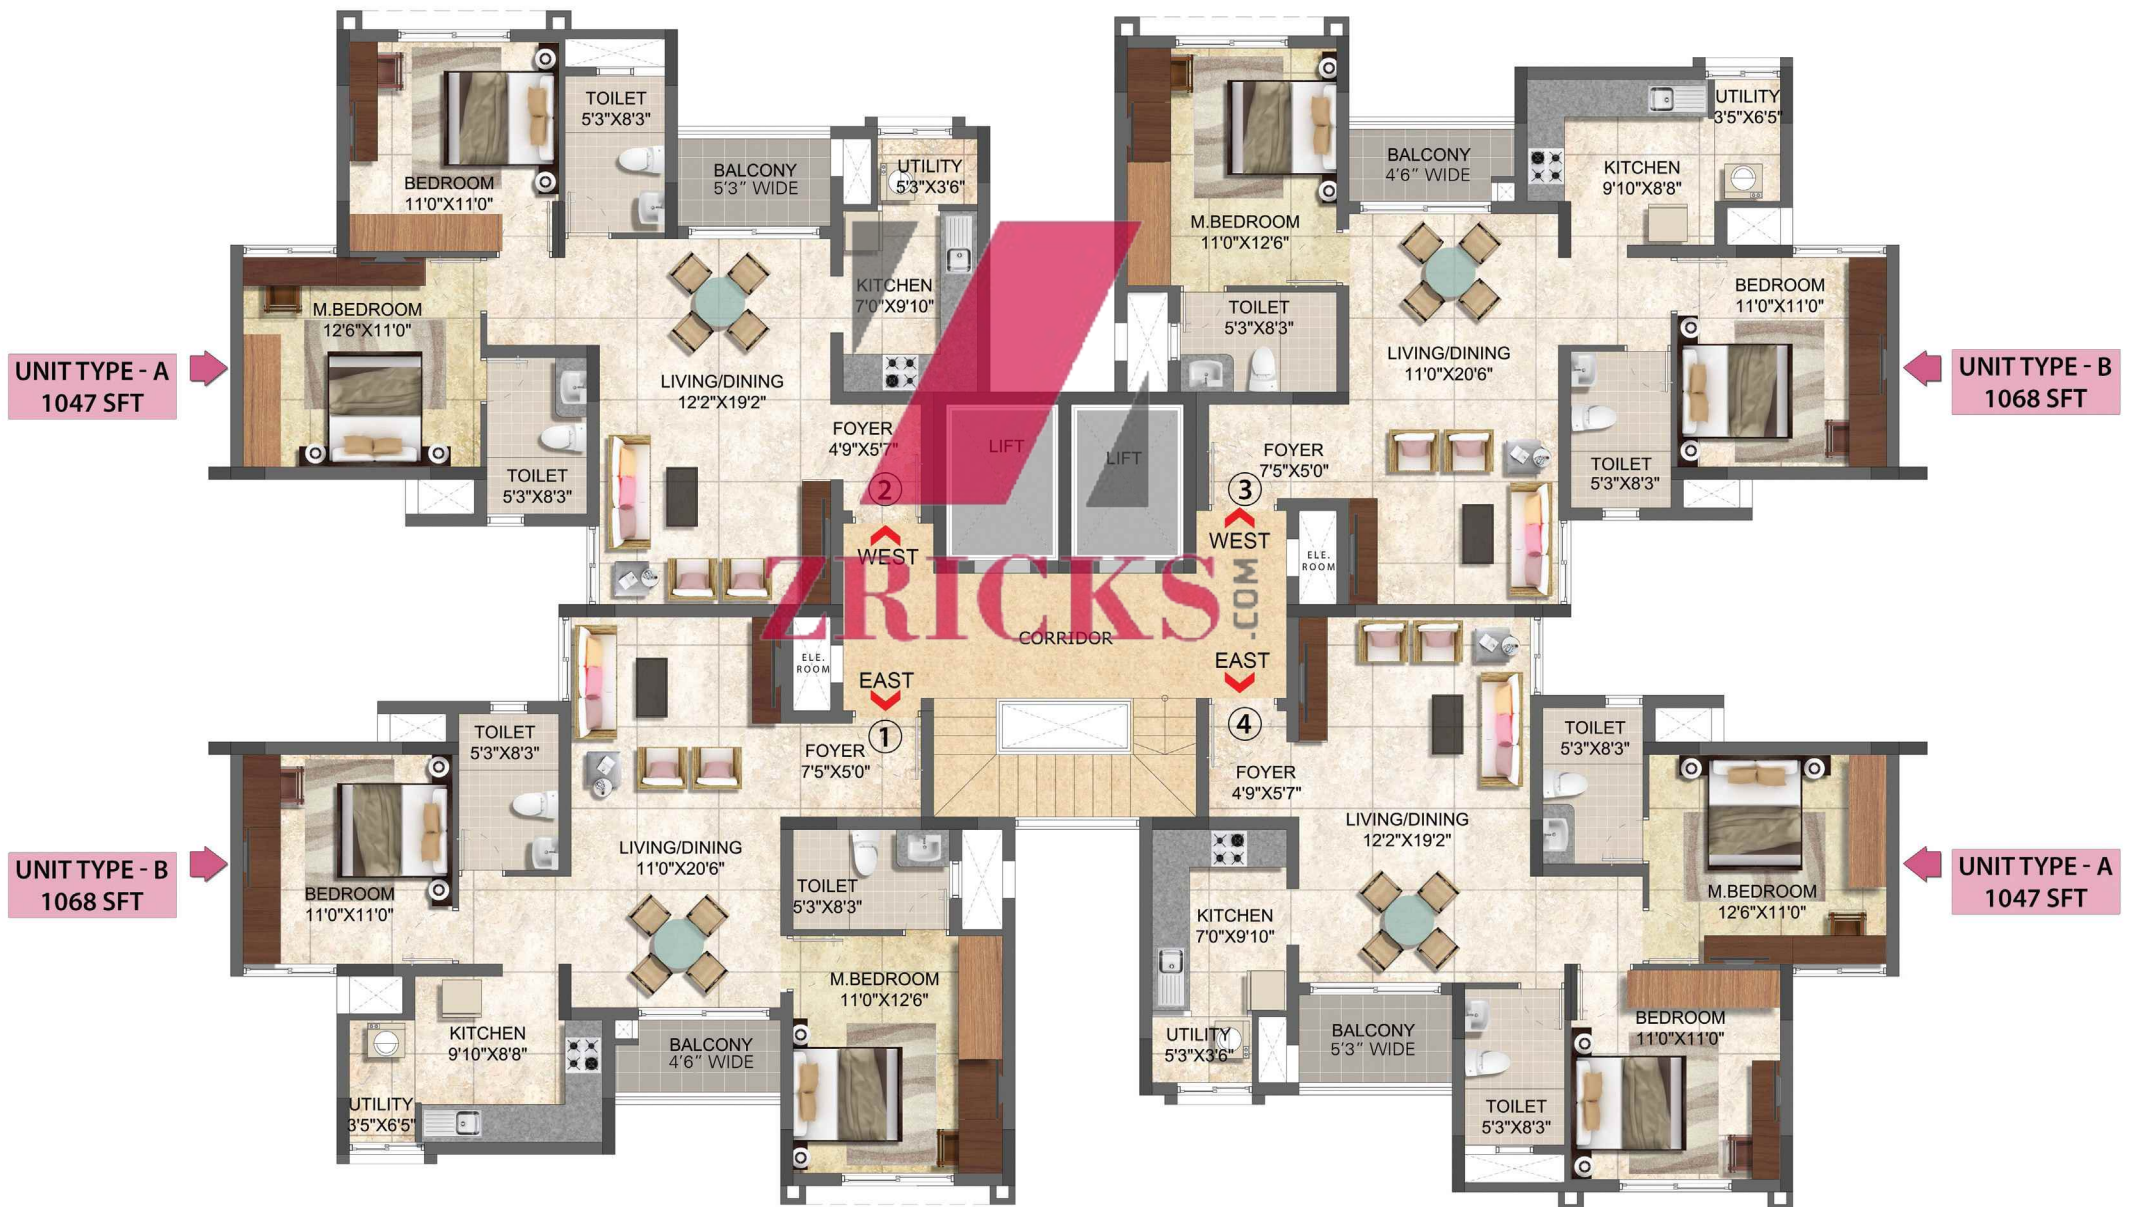 UNIT TYPE - A
1047 SFT
BEDROOM
11'0"X11'0"
TOILET
5'3"X8'3"
BALCONY
5'3” WIDE
UTILITY
5'3"X3'6"
M.BEDROOM
12'6"X11'0"
KITCHEN
7'0"X9'10"
LIVING/DINING
12'2"X19'2"
FOYER
4'9"X5'7"
TOILET
5'3"X8'3"
2
WEST
LIFT
LIFT
UNIT TYPE - B
1068 SFT
M.BEDROOM
11'0"X12'6"
BALCONY
4'6” WIDE
KITCHEN
9'10"X8'8"
UTILITY
3'5"X6'5"
TOILET
5'3"X8'3"
BEDROOM
11'0"X11'0"
LIVING/DINING
11'0"X20'6"
FOYER
7'5"X5'0"
TOILET
5'3"X8'3"
3
WEST
ELE.
ROOM
ZRICKS
.COM
CORRIDOR
UNIT TYPE - B
1068 SFT
ELE.
ROOM
EAST
1
TOILET
5'3"X8'3"
FOYER
7'5"X5'0"
LIVING/DINING
11'0"X20'6"
BEDROOM
11'0"X11'0"
TOILET
5'3"X8'3"
M.BEDROOM
11'0"X12'6"
KITCHEN
9'10"X8'8"
BALCONY
4'6” WIDE
UTILITY
3'5"X6'5"
UNIT TYPE - A
1047 SFT
EAST
4
TOILET
5'3"X8'3"
FOYER
4'9"X5'7"
LIVING/DINING
12'2"X19'2"
M.BEDROOM
12'6"X11'0"
KITCHEN
7'0"X9'10"
UTILITY
5'3"X3'6"
BALCONY
5'3” WIDE
BEDROOM
11'0"X11'0"
TOILET
5'3"X8'3"